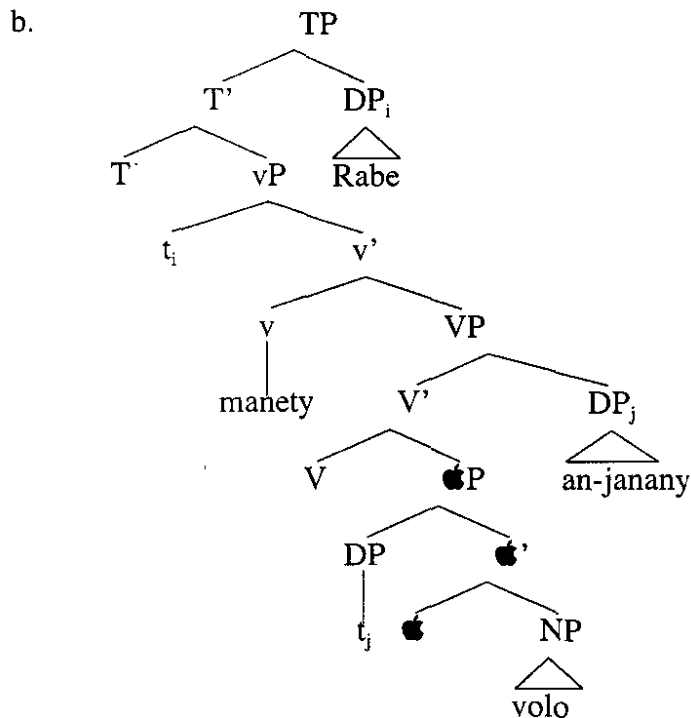 b. TP
T' DPᵢ
T vP Rabe
tᵢ v'
v VP
manety V' DPⱼ
V P an-janany
DP '
tⱼ NP
volo